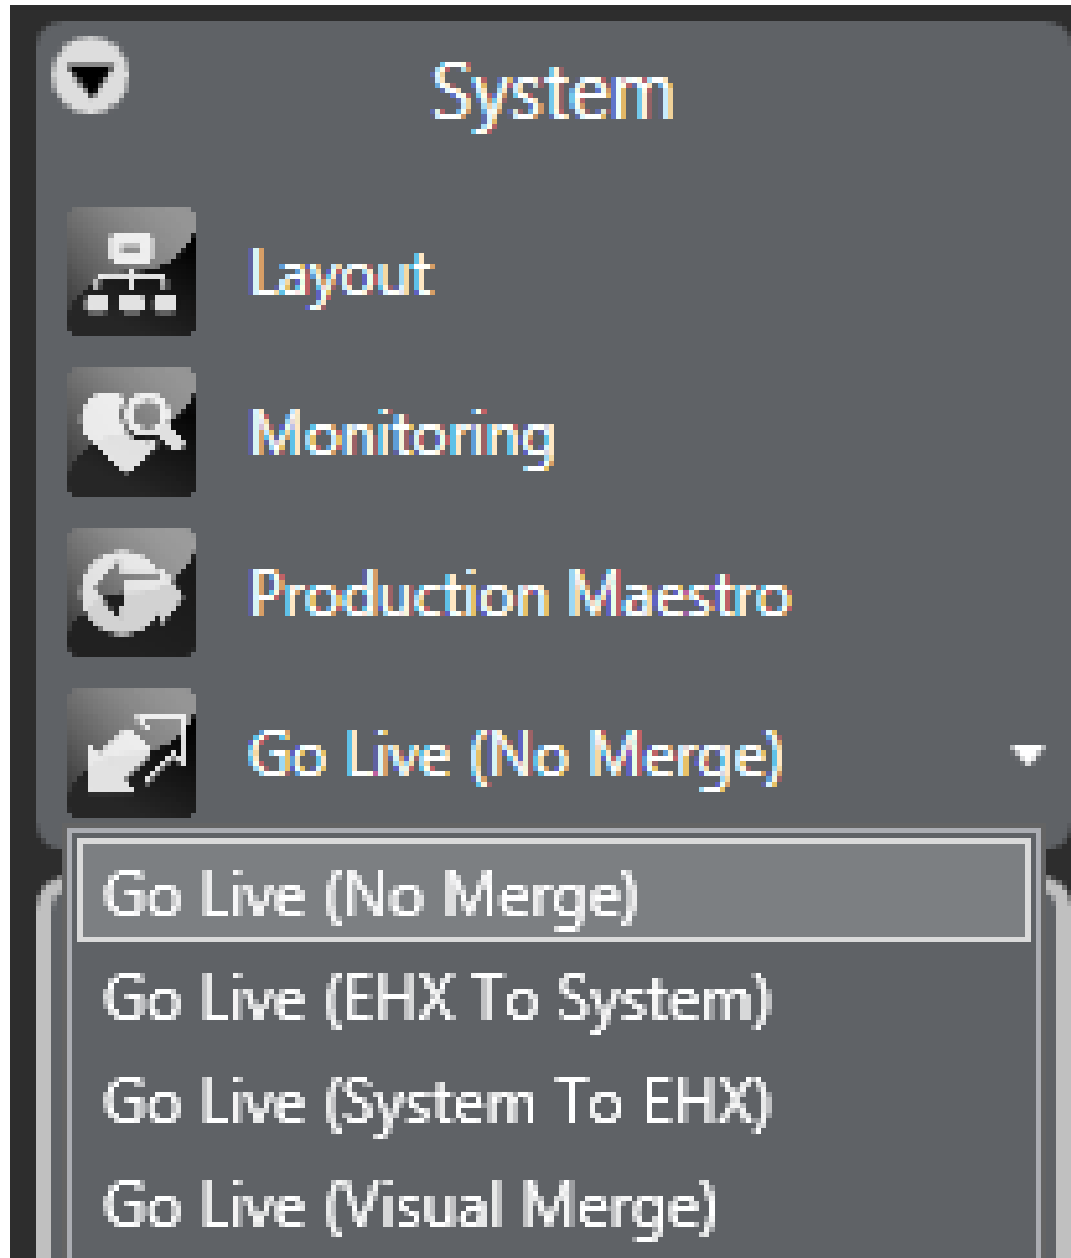 System
Layout
Monitoring
Production Maestro
Go Live (No Merge)
Go Live (No Merge)
Go Live (EHX To System)
Go Live (System To EHX)
Go Live (Visual Merge)